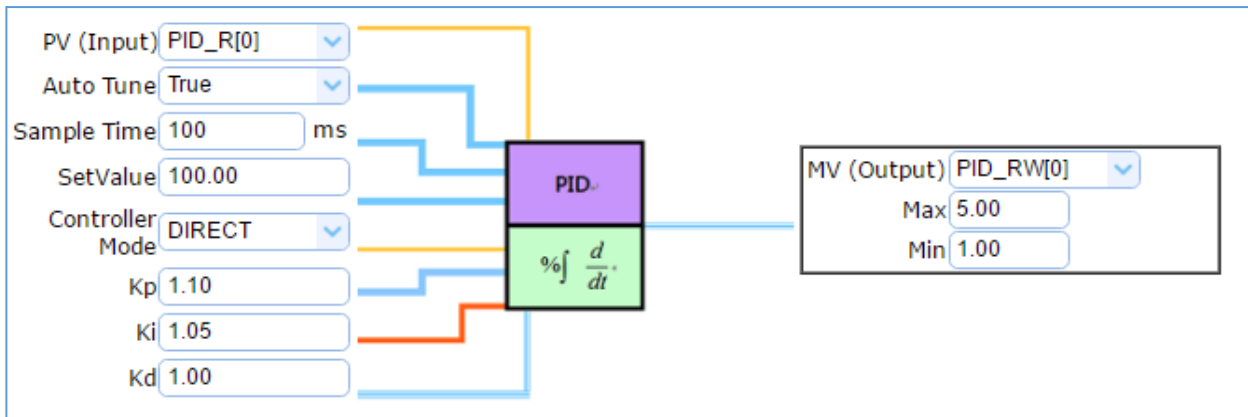 PV (Input) PID_R[0]
Auto Tune True
Sample Time 100 ms
SetValue 100.00
Controller
Mode DIRECT
Kp 1.10
Ki 1.05
Kd 1.00
PID
%∫ d/dt
MV (Output) PID_RW[0]
Max 5.00
Min 1.00